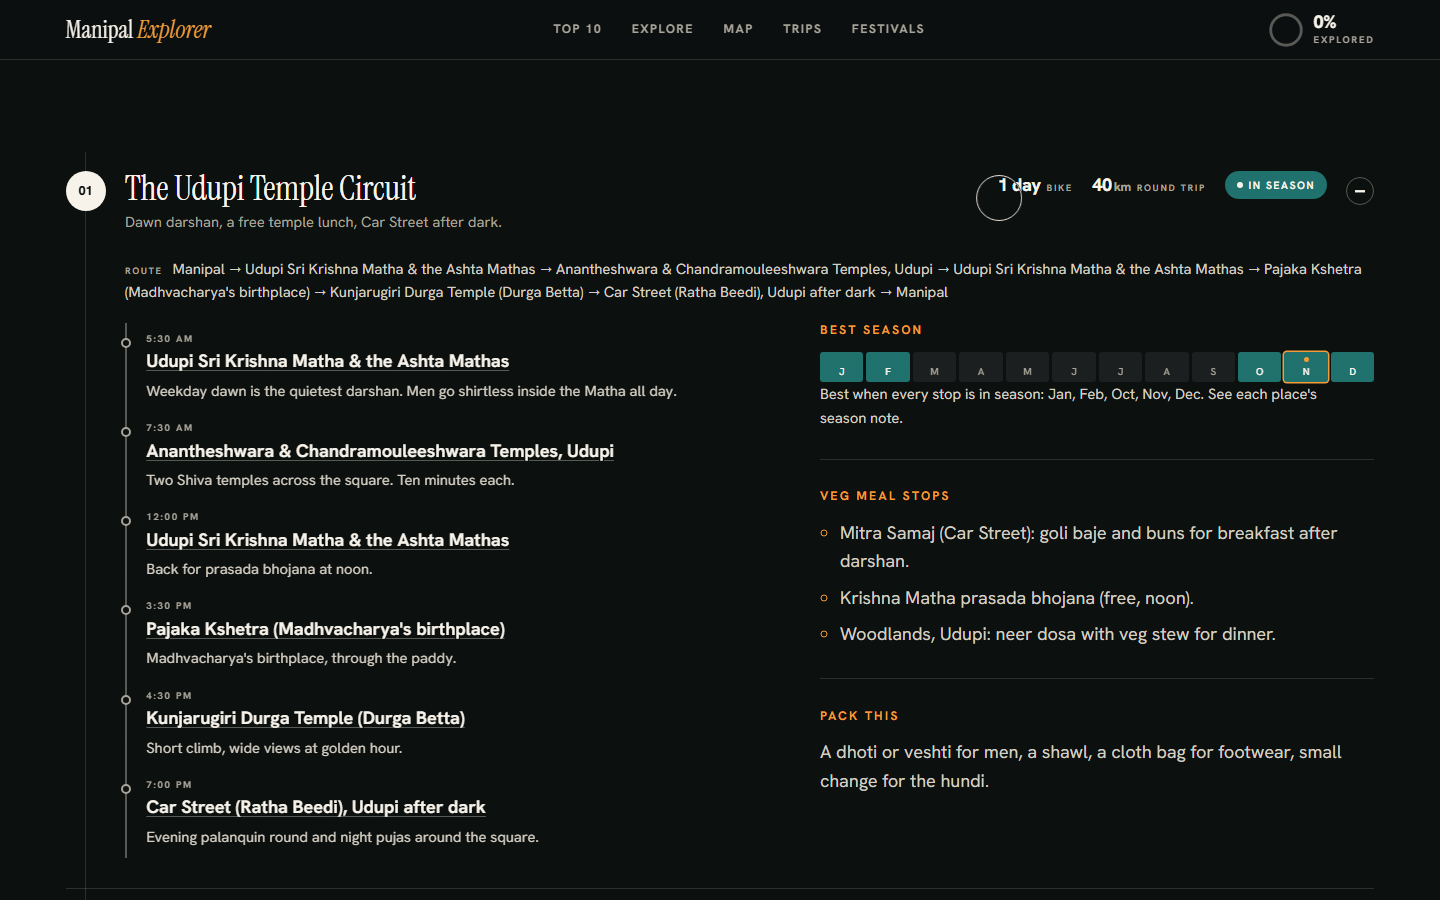 Manipal Explorer
TOP 10 EXPLORE MAP TRIPS FESTIVALS
0%
EXPLORED
01
The Udupi Temple Circuit
Dawn darshan, a free temple lunch, Car Street after dark.
1 day BIKE 40 km ROUND TRIP IN SEASON
ROUTE Manipal → Udupi Sri Krishna Matha & the Ashta Mathas → Anantheshwara & Chandramouleeshwara Temples, Udupi → Udupi Sri Krishna Matha & the Ashta Mathas → Pajaka Kshetra
(Madhvacharya's birthplace) → Kunjarugiri Durga Temple (Durga Betta) → Car Street (Ratha Beedi), Udupi after dark → Manipal
5:30 AM
Udupi Sri Krishna Matha & the Ashta Mathas
Weekday dawn is the quietest darshan. Men go shirtless inside the Matha all day.
7:30 AM
Anantheshwara & Chandramouleeshwara Temples, Udupi
Two Shiva temples across the square. Ten minutes each.
12:00 PM
Udupi Sri Krishna Matha & the Ashta Mathas
Back for prasada bhojana at noon.
3:30 PM
Pajaka Kshetra (Madhvacharya's birthplace)
Madhvacharya's birthplace, through the paddy.
4:30 PM
Kunjarugiri Durga Temple (Durga Betta)
Short climb, wide views at golden hour.
7:00 PM
Car Street (Ratha Beedi), Udupi after dark
Evening palanquin round and night pujas around the square.
BEST SEASON
J F M A M J J A S O N D
Best when every stop is in season: Jan, Feb, Oct, Nov, Dec. See each place's
season note.
VEG MEAL STOPS
Mitra Samaj (Car Street): goli baje and buns for breakfast after
darshan.
Krishna Matha prasada bhojana (free, noon).
Woodlands, Udupi: neer dosa with veg stew for dinner.
PACK THIS
A dhoti or veshti for men, a shawl, a cloth bag for footwear, small
change for the hundi.